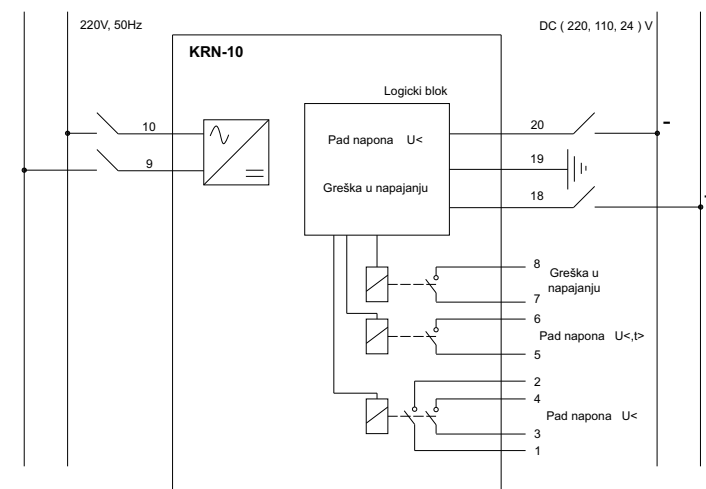 220V, 50Hz
DC ( 220, 110, 24 ) V
KRN-10
Logicki blok
10
9
Pad napona U<
Greška u napajanju
20
19
18
-
8
Greška u
napajanju
7
6
Pad napona U<,t>
5
2
4
Pad napona U<
3
1